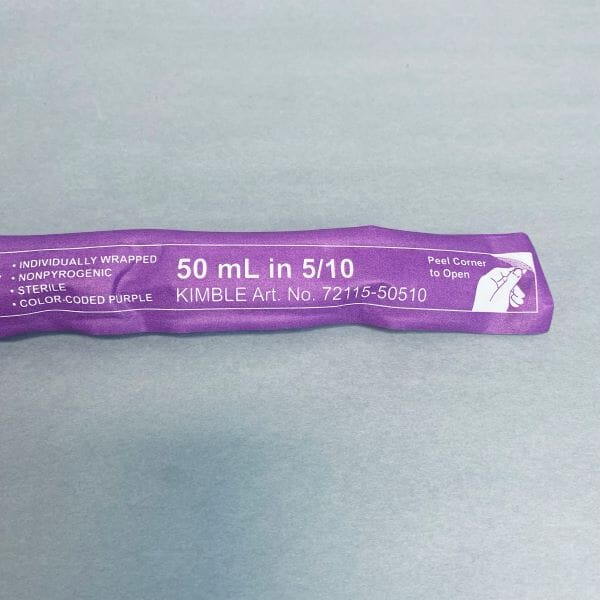 • INDIVIDUALLY WRAPPED
• NONPYROGENIC
• STERILE
• COLOR-CODED PURPLE
50 mL in 5/10
KIMBLE Art. No. 72115-50510
Peel Corner
to Open